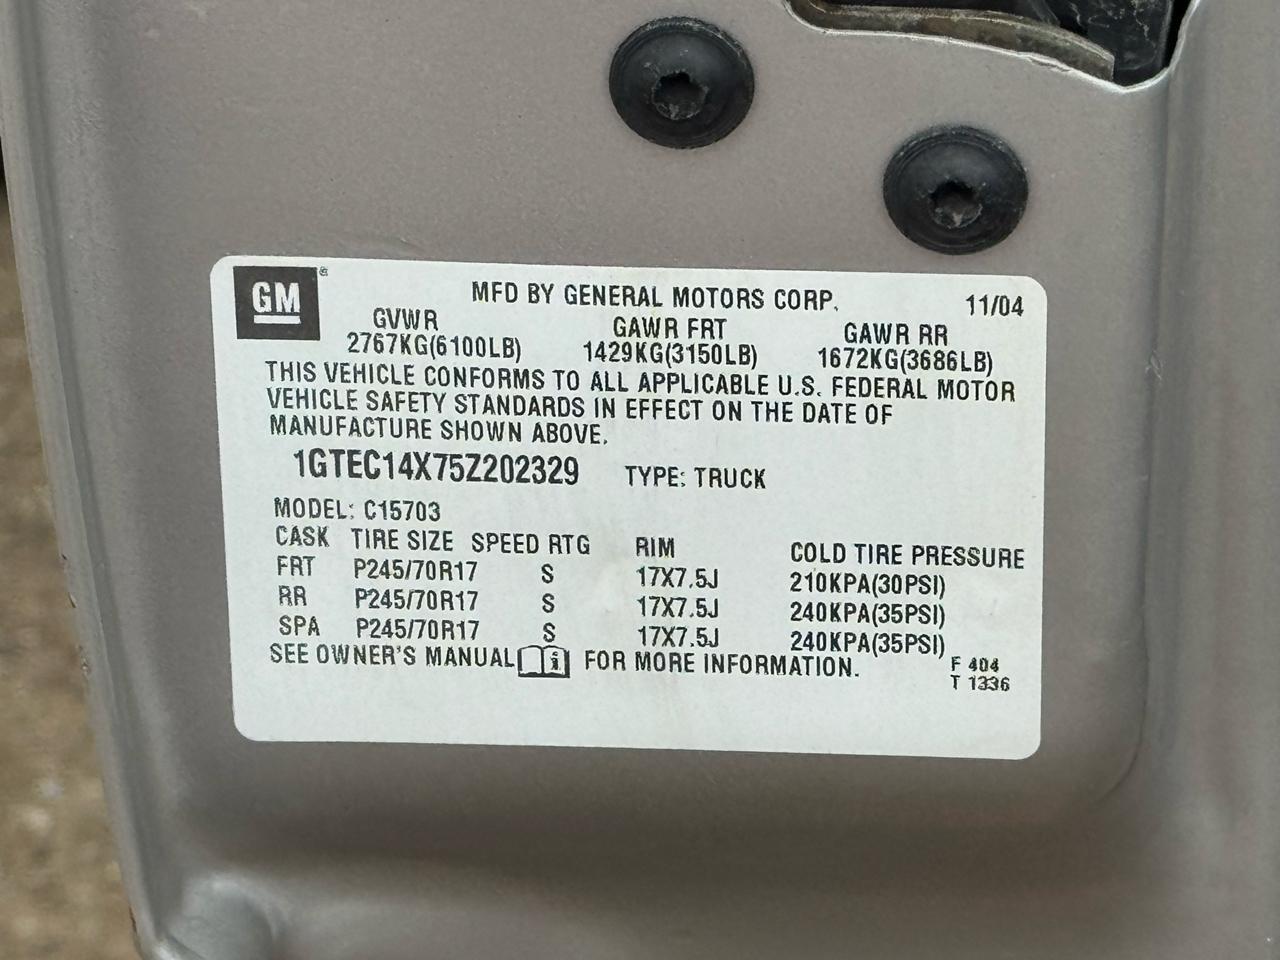 GM ®
MFD BY GENERAL MOTORS CORP. 11/04
GVWR GAWR FRT GAWR RR
2767KG(6100LB) 1429KG(3150LB) 1672KG(3686LB)
THIS VEHICLE CONFORMS TO ALL APPLICABLE U.S. FEDERAL MOTOR
VEHICLE SAFETY STANDARDS IN EFFECT ON THE DATE OF
MANUFACTURE SHOWN ABOVE.
1GTEC14X75Z202329 TYPE: TRUCK
MODEL: C15703
CASK TIRE SIZE SPEED RTG RIM COLD TIRE PRESSURE
FRT P245/70R17 S 17X7.5J 210KPA(30PSI)
RR P245/70R17 S 17X7.5J 240KPA(35PSI)
SPA P245/70R17 S 17X7.5J 240KPA(35PSI)
SEE OWNER'S MANUAL i FOR MORE INFORMATION.
F 404
T 1336